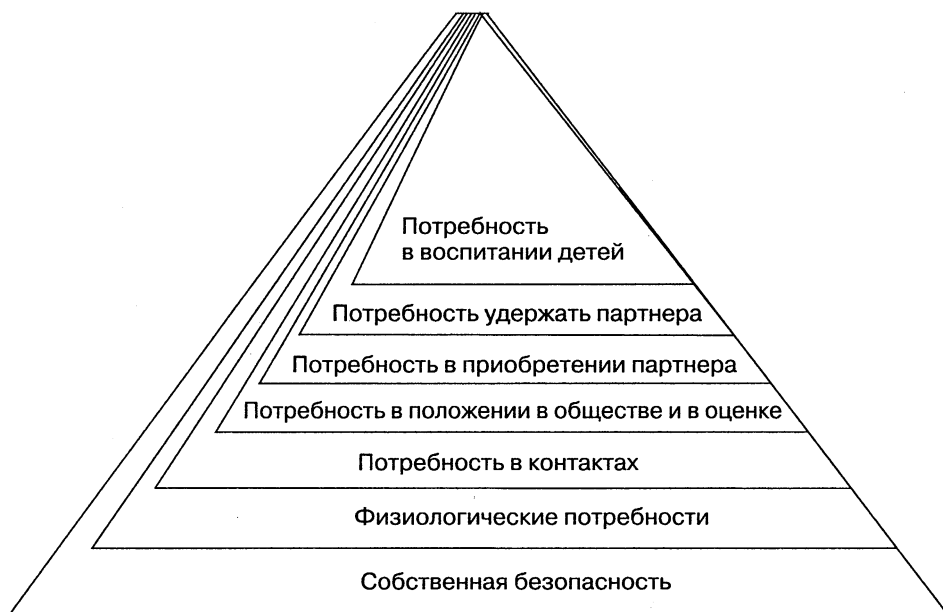 Потребность
в воспитании детей
Потребность удержать партнера
Потребность в приобретении партнера
Потребность в положении в обществе и в оценке
Потребность в контактах
Физиологические потребности
Собственная безопасность